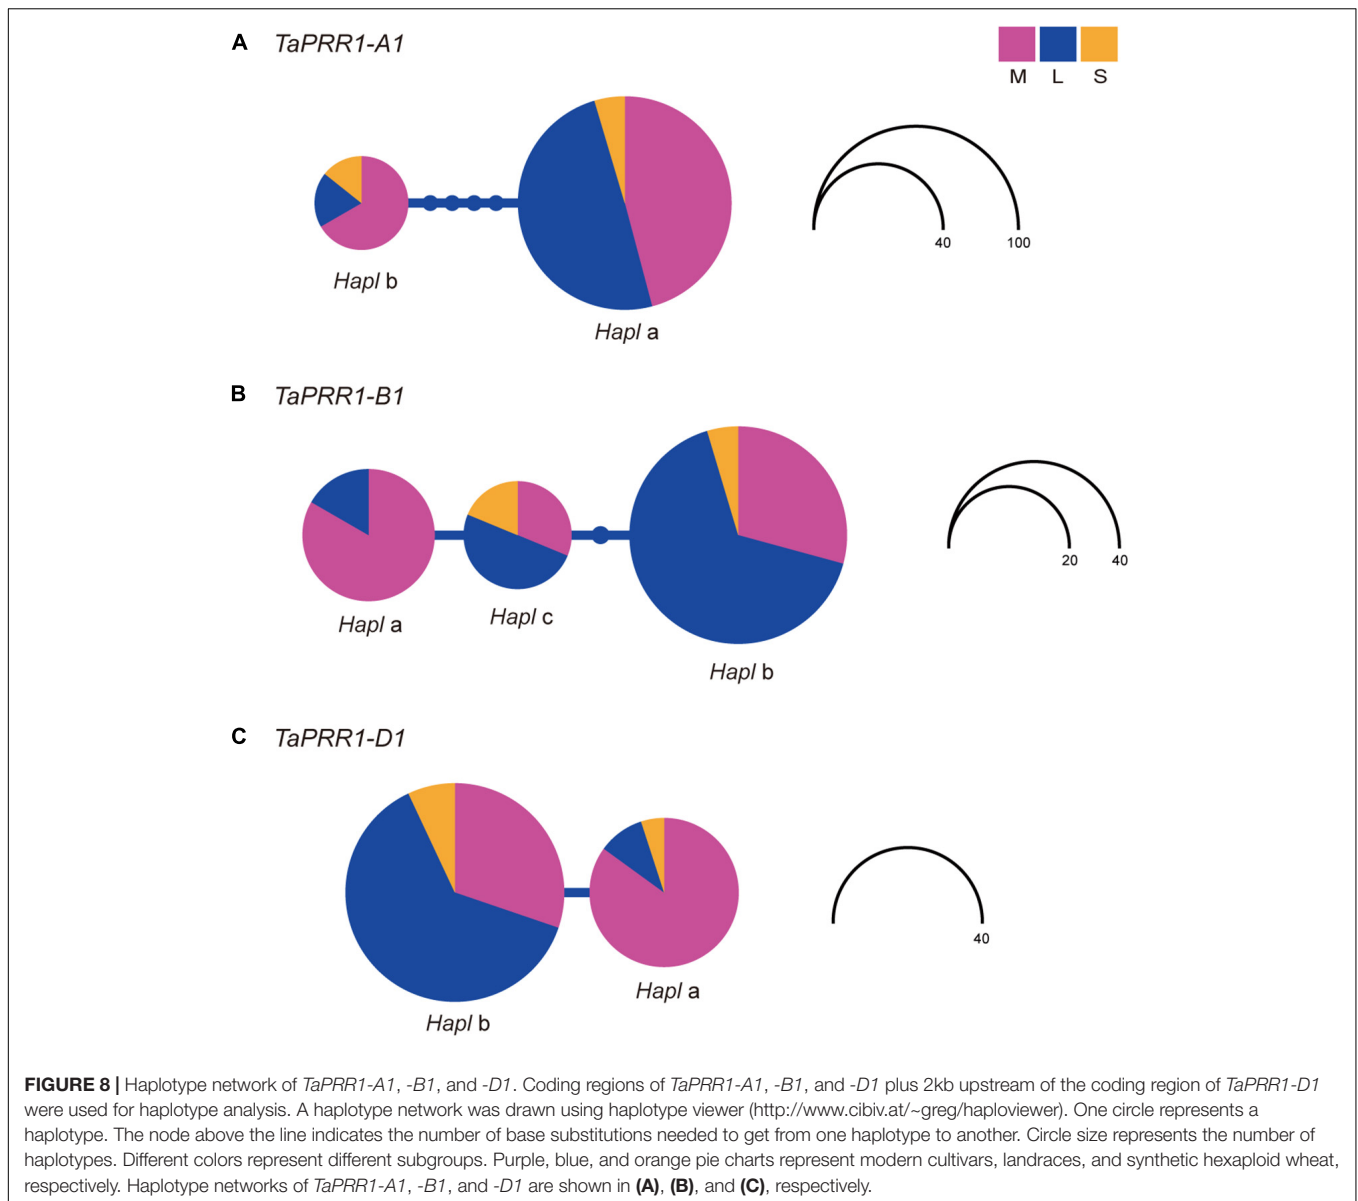 A TaPRR1-A1
M L S
40 100
Hapl b
Hapl a
B TaPRR1-B1
20 40
Hapl a
Hapl c
Hapl b
C TaPRR1-D1
40
Hapl a
Hapl b
FIGURE 8 | Haplotype network of TaPRR1-A1, -B1, and -D1. Coding regions of TaPRR1-A1, -B1, and -D1 plus 2kb upstream of the coding region of TaPRR1-D1
were used for haplotype analysis. A haplotype network was drawn using haplotype viewer (http://www.cibiv.at/~greg/haploviewer). One circle represents a
haplotype. The node above the line indicates the number of base substitutions needed to get from one haplotype to another. Circle size represents the number of
haplotypes. Different colors represent different subgroups. Purple, blue, and orange pie charts represent modern cultivars, landraces, and synthetic hexaploid wheat,
respectively. Haplotype networks of TaPRR1-A1, -B1, and -D1 are shown in (A), (B), and (C), respectively.